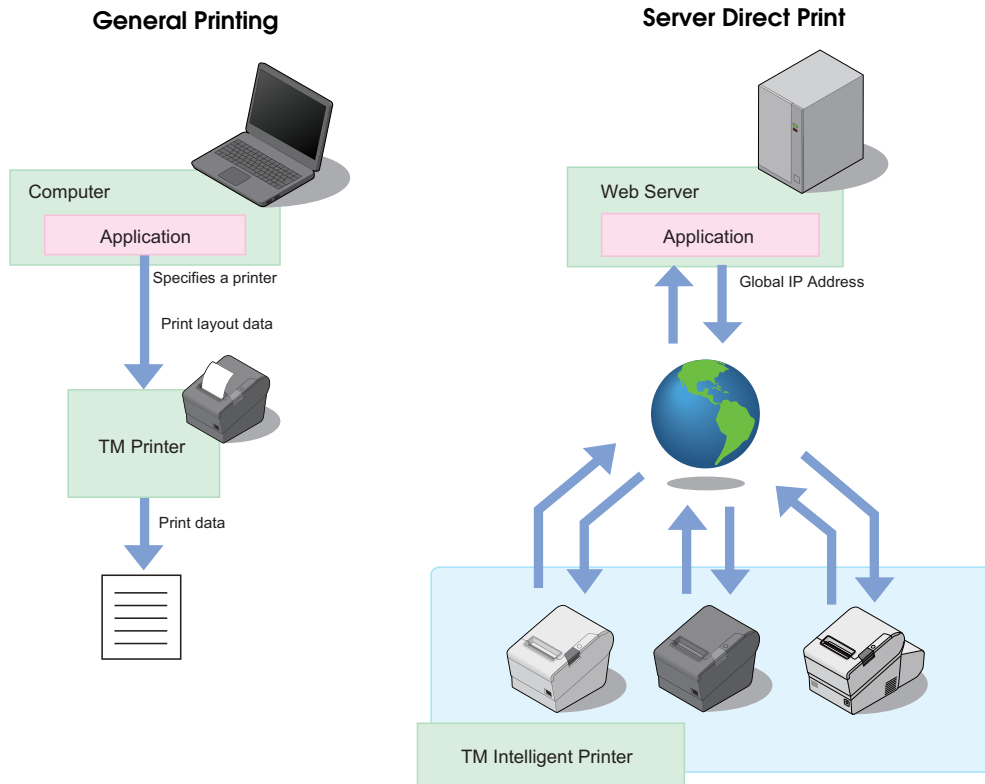 General Printing
Computer
Application
Specifies a printer
Print layout data
TM Printer
Print data
Server Direct Print
Web Server
Application
Global IP Address
TM Intelligent Printer